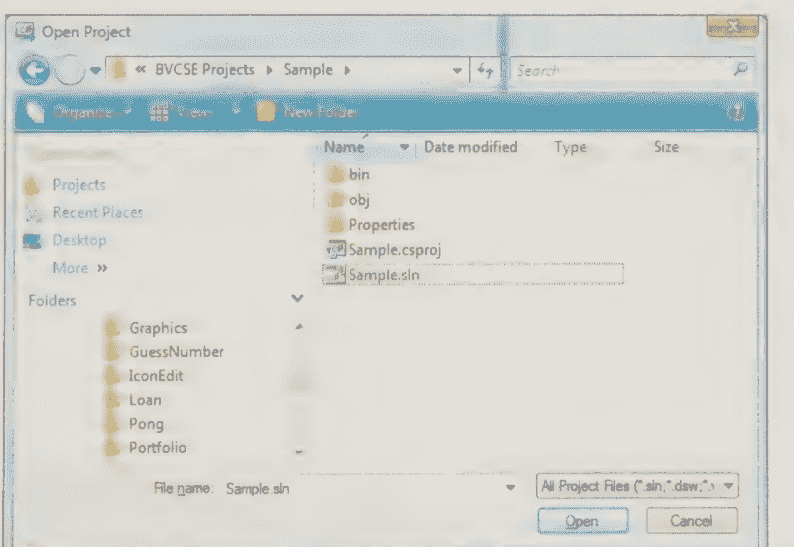 Open Project
« BVCSE Projects Sample
Search
Organize Views New Folder
Name Date modified Type Size
Projects
Recent Places
Desktop
More »
bin
obj
Properties
Sample.csproj
Sample.sln
Folders
Graphics
GuessNumber
IconEdit
Loan
Pong
Portfolio
File name: Sample.sln
All Project Files (*.sln;*.dsw;*.
Open Cancel